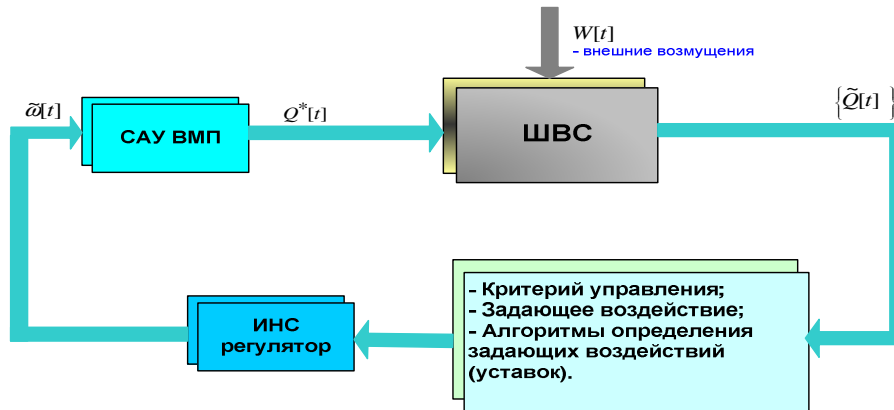 W[t]
- внешние возмущения
ω̃[t]
Q*[t]
{Q̃[t]}
САУ ВМП
ШВС
- Критерий управления;
- Задающее воздействие;
- Алгоритмы определения
задающих воздействий
(уставок).
ИНС
регулятор